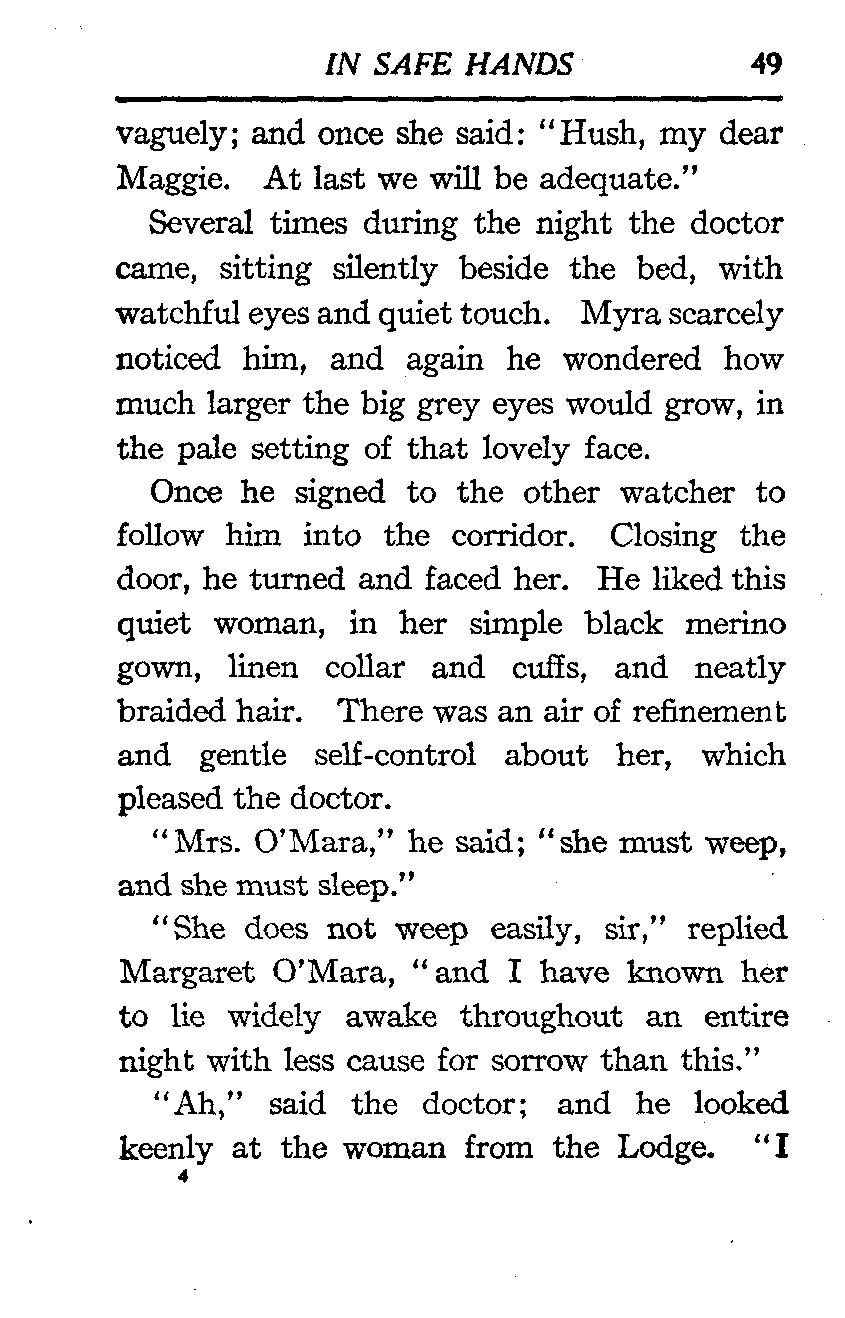 IN SAFE HANDS 49
vaguely; and once she said: "Hush, my dear
Maggie. At last we will be adequate."
Several times during the night the doctor
came, sitting silently beside the bed, with
watchful eyes and quiet touch. Myra scarcely
noticed him, and again he wondered how
much larger the big grey eyes would grow, in
the pale setting of that lovely face.
Once he signed to the other watcher to
follow him into the corridor. Closing the
door, he turned and faced her. He liked this
quiet woman, in her simple black merino
gown, linen collar and cuffs, and neatly
braided hair. There was an air of refinement
and gentle self-control about her, which
pleased the doctor.
"Mrs. O'Mara," he said; "she must weep,
and she must sleep."
"She does not weep easily, sir," replied
Margaret O'Mara, "and I have known her
to lie widely awake throughout an entire
night with less cause for sorrow than this."
"Ah," said the doctor; and he looked
keenly at the woman from the Lodge. "I
4